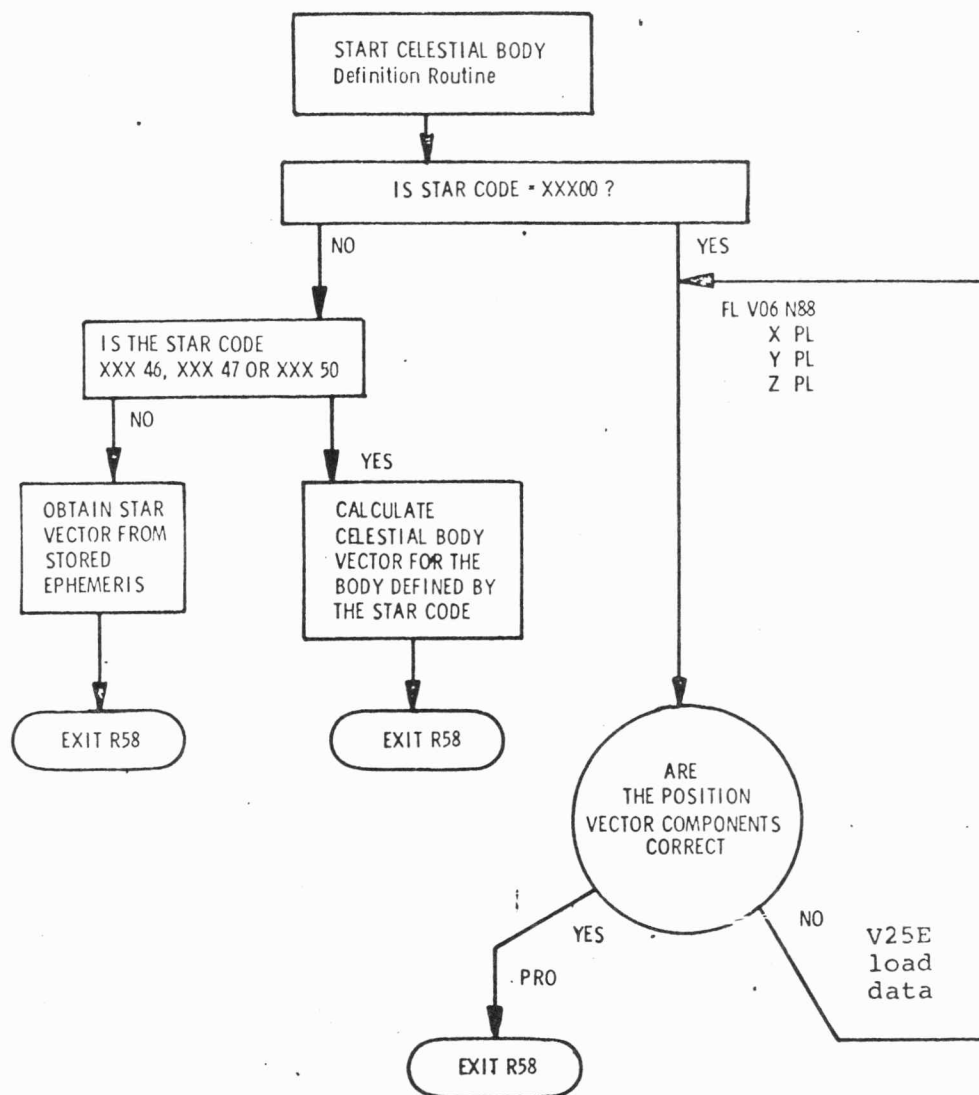 START CELESTIAL BODY
Definition Routine
IS STAR CODE = XXX00 ?
NO
YES
FL V06 N88
X PL
Y PL
Z PL
IS THE STAR CODE
XXX 46, XXX 47 OR XXX 50
NO
YES
OBTAIN STAR
VECTOR FROM
STORED
EPHEMERIS
CALCULATE
CELESTIAL BODY
VECTOR FOR THE
BODY DEFINED BY
THE STAR CODE
EXIT R58
EXIT R58
ARE
THE POSITION
VECTOR COMPONENTS
CORRECT
YES
NO
PRO
V25E
load
data
EXIT R58